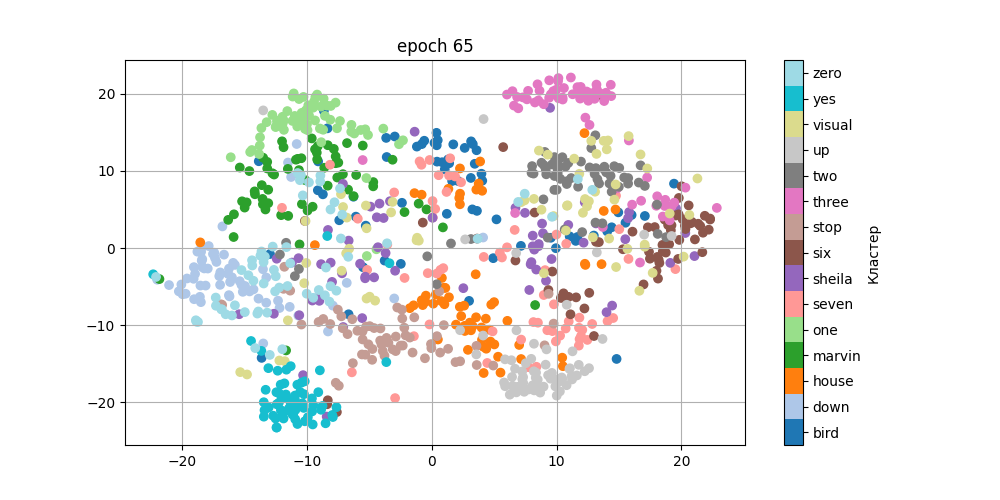 epoch 65
20
10
0
−10
−20
−20
−10
0
10
20
zero
yes
visual
up
two
three
stop
six
sheila
seven
one
marvin
house
down
bird
Кластер